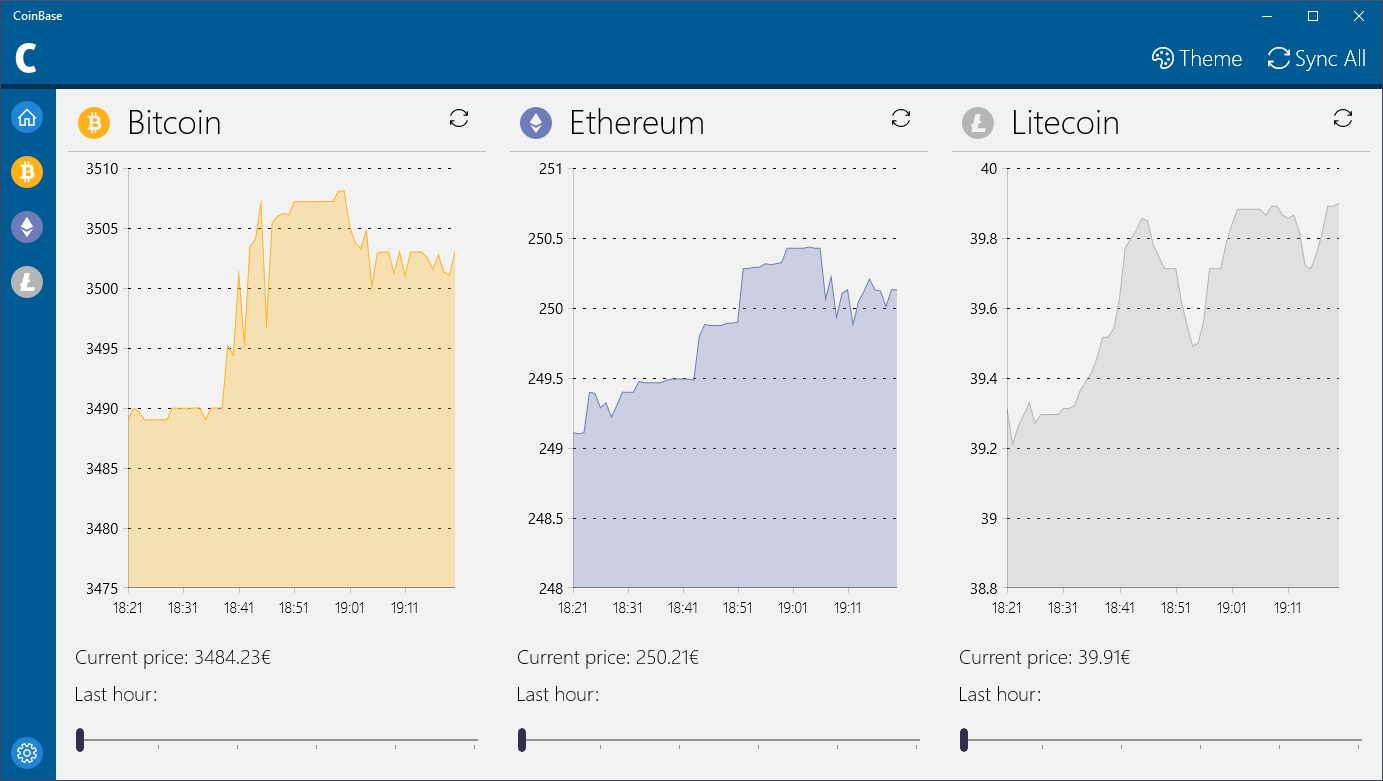 CoinBase
C
Theme
Sync All
Bitcoin
3510
3505
3500
3495
3490
3485
3480
3475
18:21 18:31 18:41 18:51 19:01 19:11
Current price: 3484.23€
Last hour:
Ethereum
251
250.5
250
249.5
249
248.5
248
18:21 18:31 18:41 18:51 19:01 19:11
Current price: 250.21€
Last hour:
Litecoin
40
39.8
39.6
39.4
39.2
39
38.8
18:21 18:31 18:41 18:51 19:01 19:11
Current price: 39.91€
Last hour: